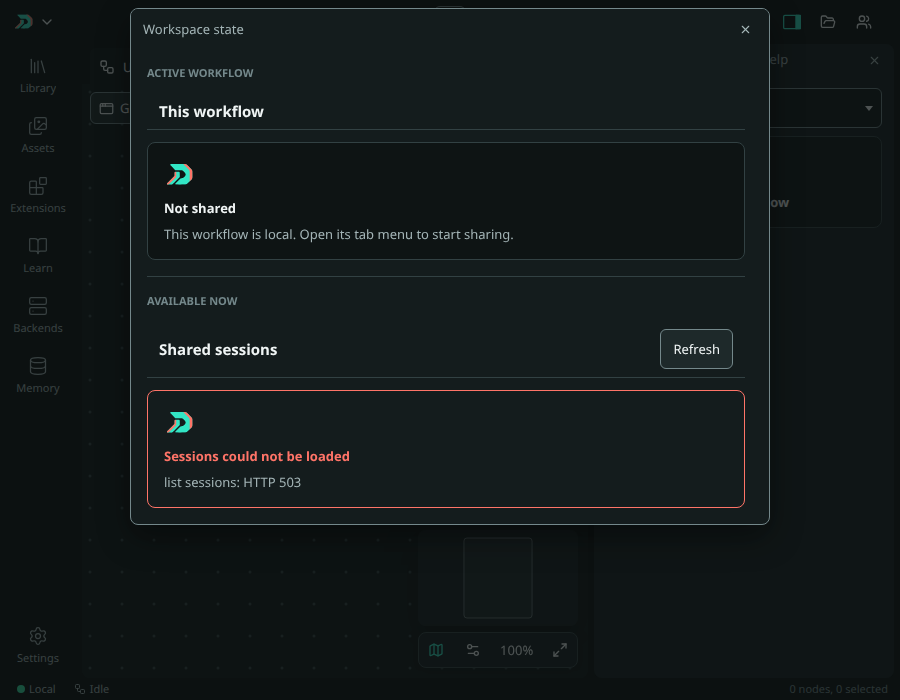 Workspace state
ACTIVE WORKFLOW
This workflow
Not shared
This workflow is local. Open its tab menu to start sharing.
AVAILABLE NOW
Shared sessions
Refresh
Sessions could not be loaded
list sessions: HTTP 503
Library
Assets
Extensions
Learn
Backends
Memory
Settings
100%
Local
Idle
0 nodes, 0 selected